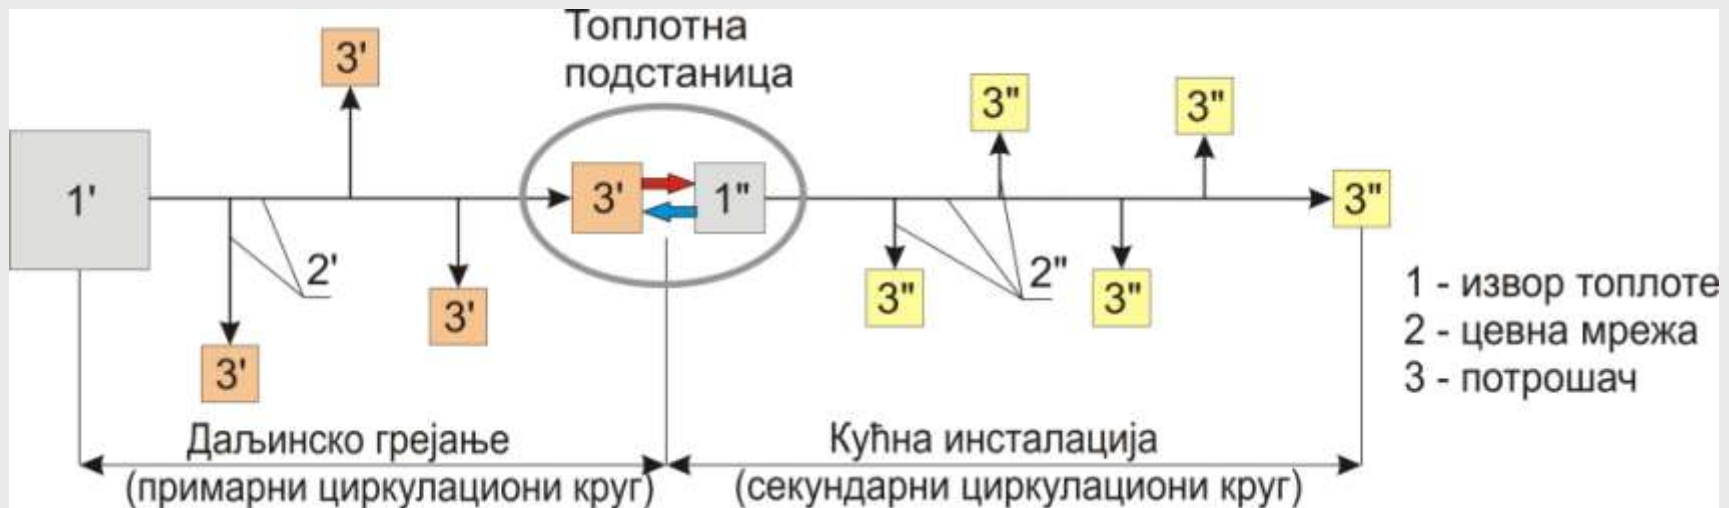 Топлотна
подстаница
3'
3"
3"
1'
3'
1"
3"
2'
2"
3'
3"
3"
3'
1 - извор топлоте
2 - цевна мрежа
3 - потрошач
Даљинско грејање
(примарни циркулациони круг)
Кућна инсталација
(секундарни циркулациони круг)